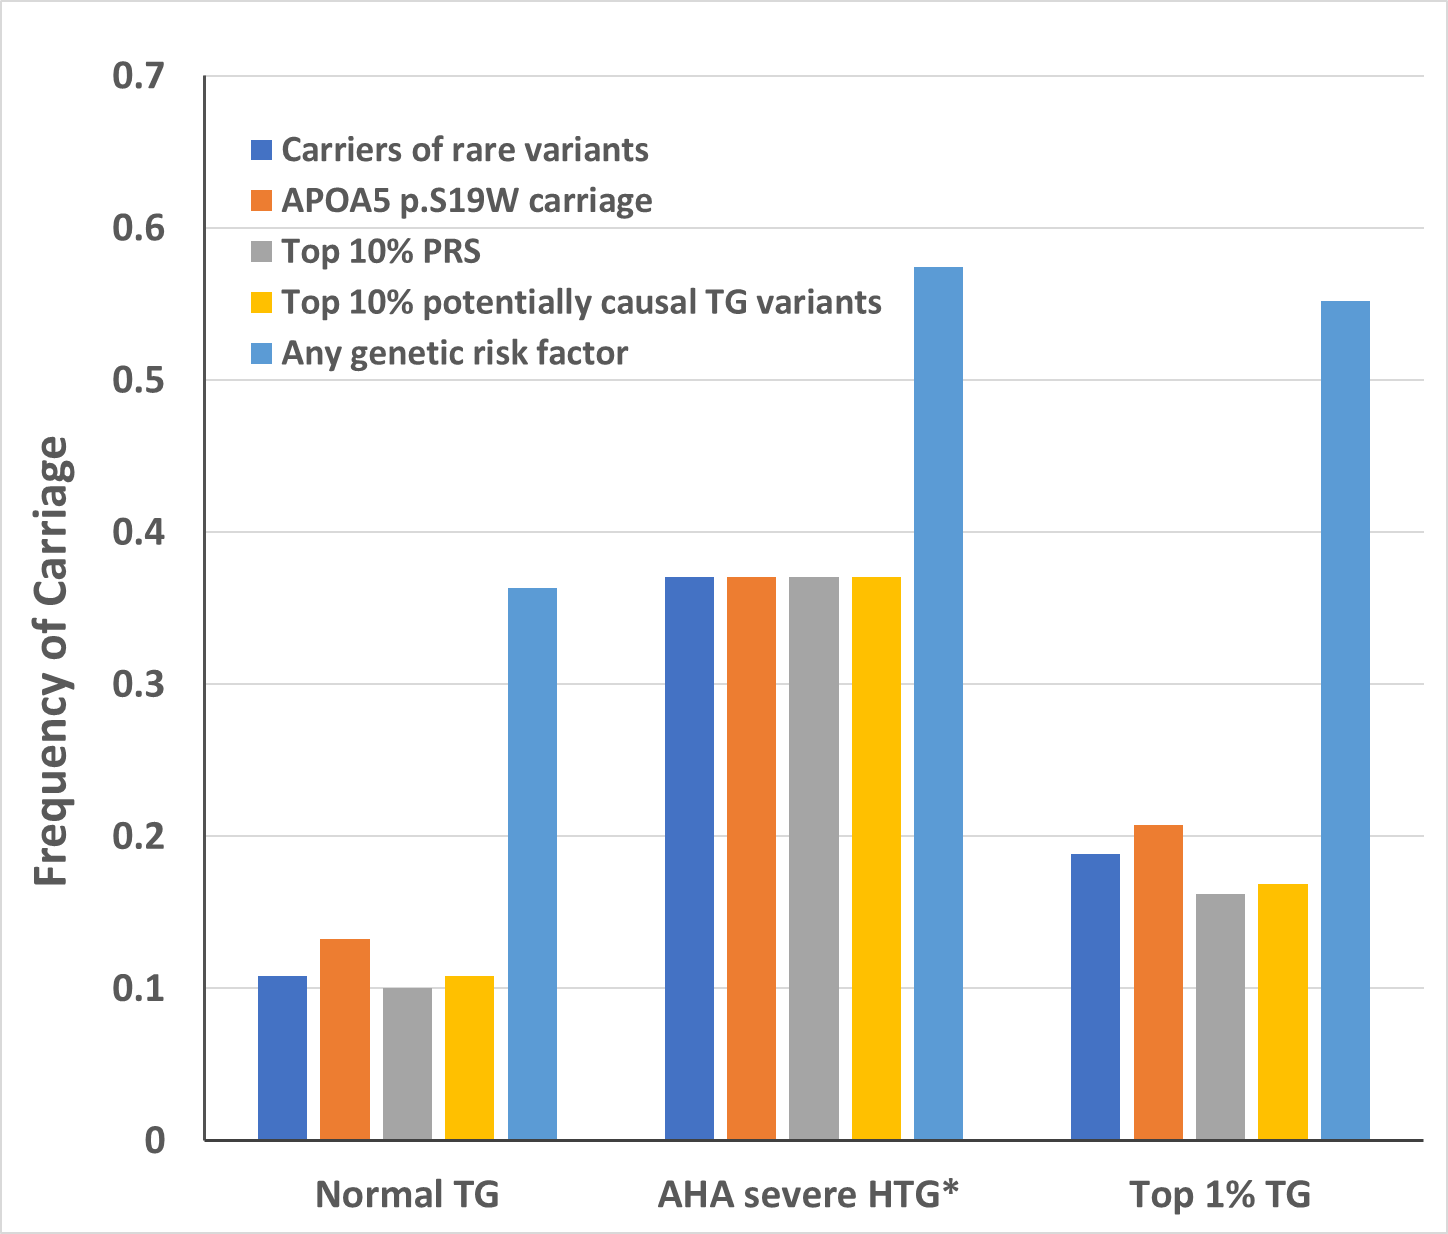 0.7
0.6
0.5
0.4
0.3
0.2
0.1
0
Frequency of Carriage
Carriers of rare variants
APOA5 p.S19W carriage
Top 10% PRS
Top 10% potentially causal TG variants
Any genetic risk factor
Normal TG
AHA severe HTG*
Top 1% TG